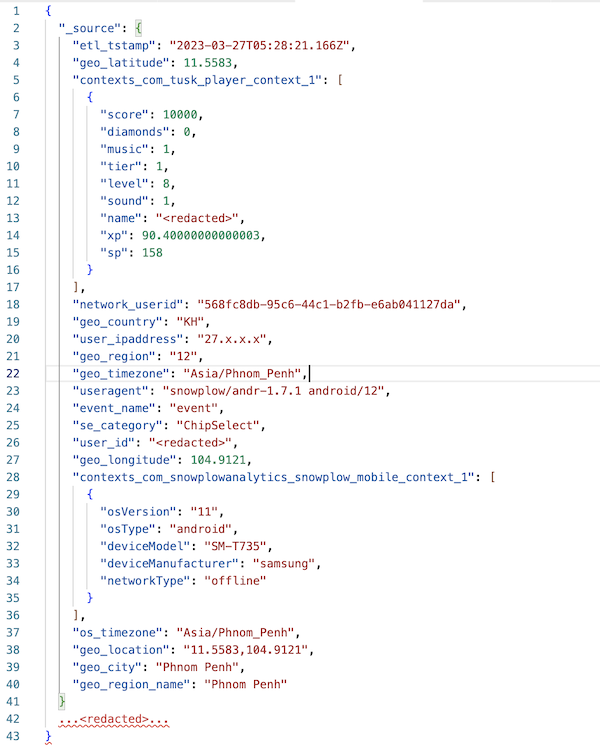 1 {
2 "_source": {
3 "etl_tstamp": "2023-03-27T05:28:21.166Z",
4 "geo_latitude": 11.5583,
5 "contexts_com_tusk_player_context_1": [
6 {
7 "score": 10000,
8 "diamonds": 0,
9 "music": 1,
10 "tier": 1,
11 "level": 8,
12 "sound": 1,
13 "name": "<redacted>",
14 "xp": 90.40000000000003,
15 "sp": 158
16 }
17 ],
18 "network_userid": "568fc8db-95c6-44c1-b2fb-e6ab041127da",
19 "geo_country": "KH",
20 "user_ipaddress": "27.x.x.x",
21 "geo_region": "12",
22 "geo_timezone": "Asia/Phnom_Penh",
23 "useragent": "snowplow/andr-1.7.1 android/12",
24 "event_name": "event",
25 "se_category": "ChipSelect",
26 "user_id": "<redacted>",
27 "geo_longitude": 104.9121,
28 "contexts_com_snowplowanalytics_snowplow_mobile_context_1": [
29 {
30 "osVersion": "11",
31 "osType": "android",
32 "deviceModel": "SM-T735",
33 "deviceManufacturer": "samsung",
34 "networkType": "offline"
35 }
36 ],
37 "os_timezone": "Asia/Phnom_Penh",
38 "geo_location": "11.5583,104.9121",
39 "geo_city": "Phnom Penh",
40 "geo_region_name": "Phnom Penh"
41 }
42 ...<redacted>...
43 }